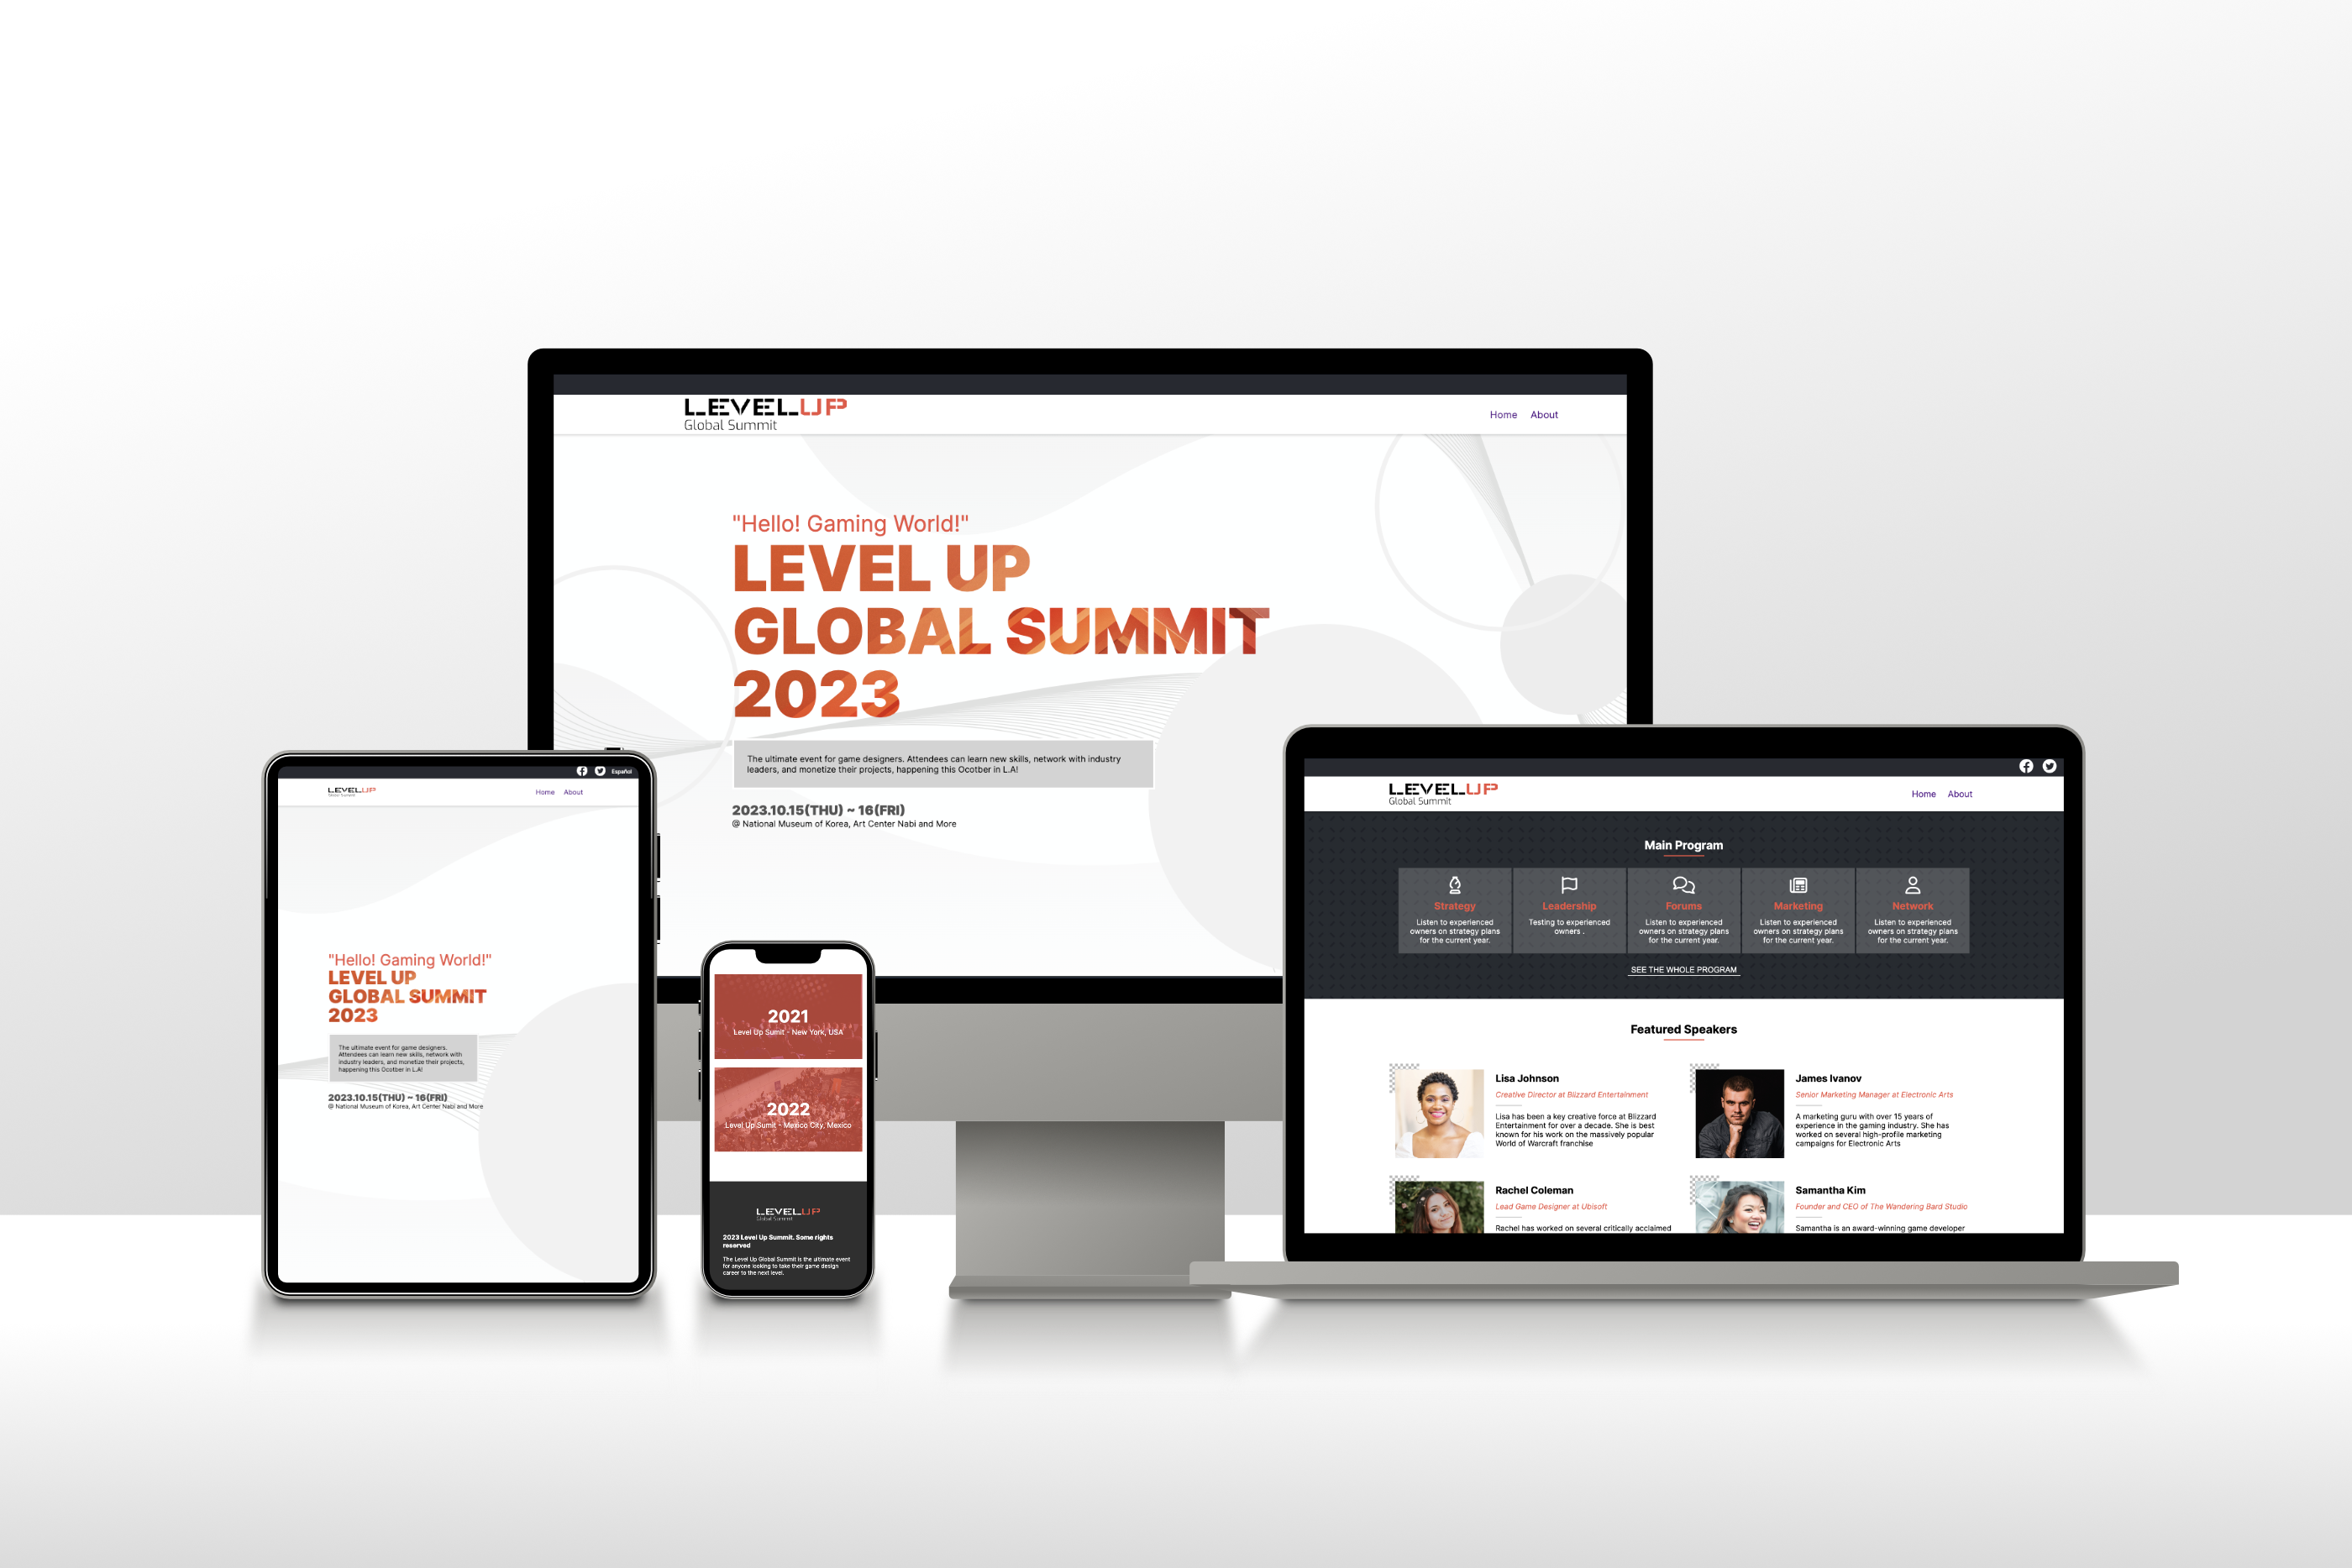 LEVELUP
Global Summit
Home About
"Hello! Gaming World!"
LEVEL UP
GLOBAL SUMMIT
2023
The ultimate event for game designers. Attendees can learn new skills, network with industry
leaders, and monetize their projects, happening this Ocotber in L.A!
2023.10.15(THU) ~ 16(FRI)
@ National Museum of Korea, Art Center Nabi and More
Español
LEVELUP
Global Summit
Home About
"Hello! Gaming World!"
LEVEL UP
GLOBAL SUMMIT
2023
The ultimate event for game designers.
Attendees can learn new skills, network with
industry leaders, and monetize their projects,
happening this Ocotber in L.A!
2023.10.15(THU) ~ 16(FRI)
@ National Museum of Korea, Art Center Nabi and More
2021
Level Up Sumit - New York, USA
2022
Level Up Sumit - Mexico City, Mexico
LEVELUP
Global Summit
2023 Level Up Summit. Some rights
reserved
The Level Up Global Summit is the ultimate event
for anyone looking to take their game design
career to the next level.
LEVELUP
Global Summit
Home About
Main Program
Strategy
Listen to experienced
owners on strategy plans
for the current year.
Leadership
Testing to experienced
owners .
Forums
Listen to experienced
owners on strategy plans
for the current year.
Marketing
Listen to experienced
owners on strategy plans
for the current year.
Network
Listen to experienced
owners on strategy plans
for the current year.
SEE THE WHOLE PROGRAM
Featured Speakers
Lisa Johnson
Creative Director at Blizzard Entertainment
Lisa has been a key creative force at Blizzard
Entertainment for over a decade. She is best
known for his work on the massively popular
World of Warcraft franchise
James Ivanov
Senior Marketing Manager at Electronic Arts
A marketing guru with over 15 years of
experience in the gaming industry. She has
worked on several high-profile marketing
campaigns for Electronic Arts
Rachel Coleman
Lead Game Designer at Ubisoft
Rachel has worked on several critically acclaimed
Samantha Kim
Founder and CEO of The Wandering Bard Studio
Samantha is an award-winning game developer